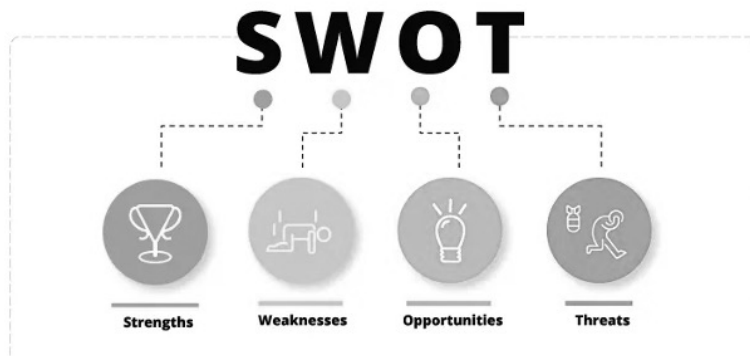 SWOT
Strengths
Weaknesses
Opportunities
Threats